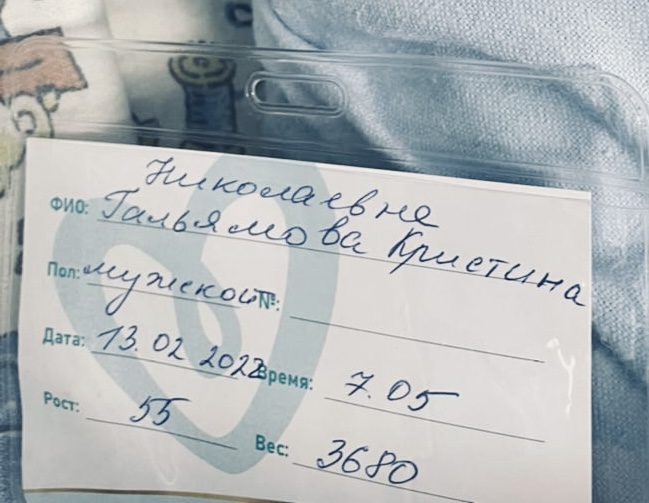 Николаевна
ФИО: Гальямова Кристина
Пол: мужской №:
Дата: 13.02 2022 Время: 7.05
Рост: 55 Вес: 3680